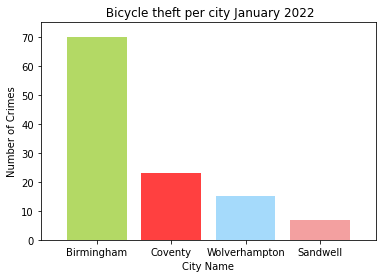 Bicycle theft per city January 2022
Number of Crimes
70
60
50
40
30
20
10
0
Birmingham Coventy Wolverhampton Sandwell
City Name